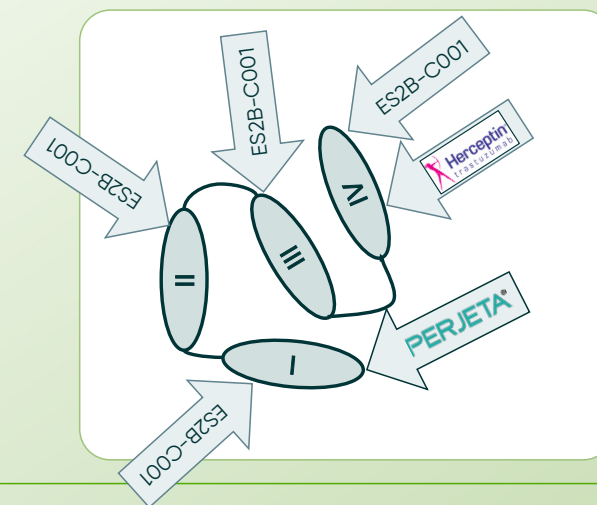 ES2B-C001
ES2B-C001
ES2B-C001
Herceptin
trastuzumab
IV
III
II
PERJETA®
I
ES2B-C001